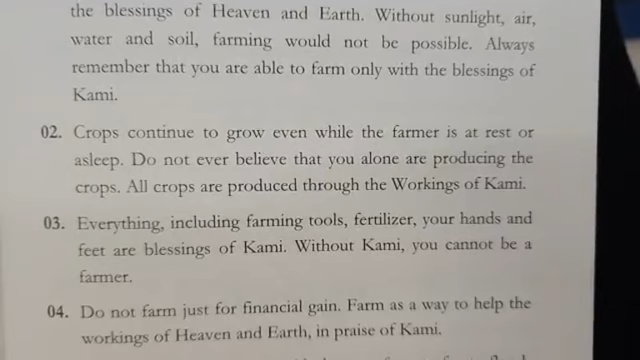 the blessings of Heaven and Earth. Without sunlight, air,
water and soil, farming would not be possible. Always
remember that you are able to farm only with the blessings of
Kami.
02. Crops continue to grow even while the farmer is at rest or
asleep. Do not ever believe that you alone are producing the
crops. All crops are produced through the Workings of Kami.
03. Everything, including farming tools, fertilizer, your hands and
feet are blessings of Kami. Without Kami, you cannot be a
farmer.
04. Do not farm just for financial gain. Farm as a way to help the
workings of Heaven and Earth, in praise of Kami.